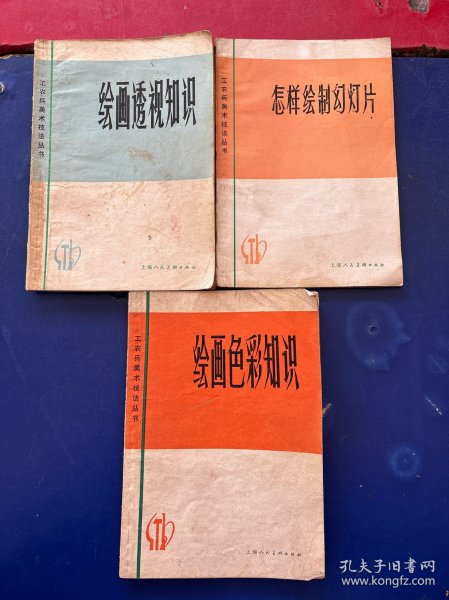 工农兵美术技法丛书
绘画透视知识
上海人民美术出版社
工农兵美术技法丛书
怎样绘制幻灯片
上海人民美术出版社
工农兵美术技法丛书
绘画色彩知识
上海人民美术出版社
孔夫子旧书网
www.kongfz.com